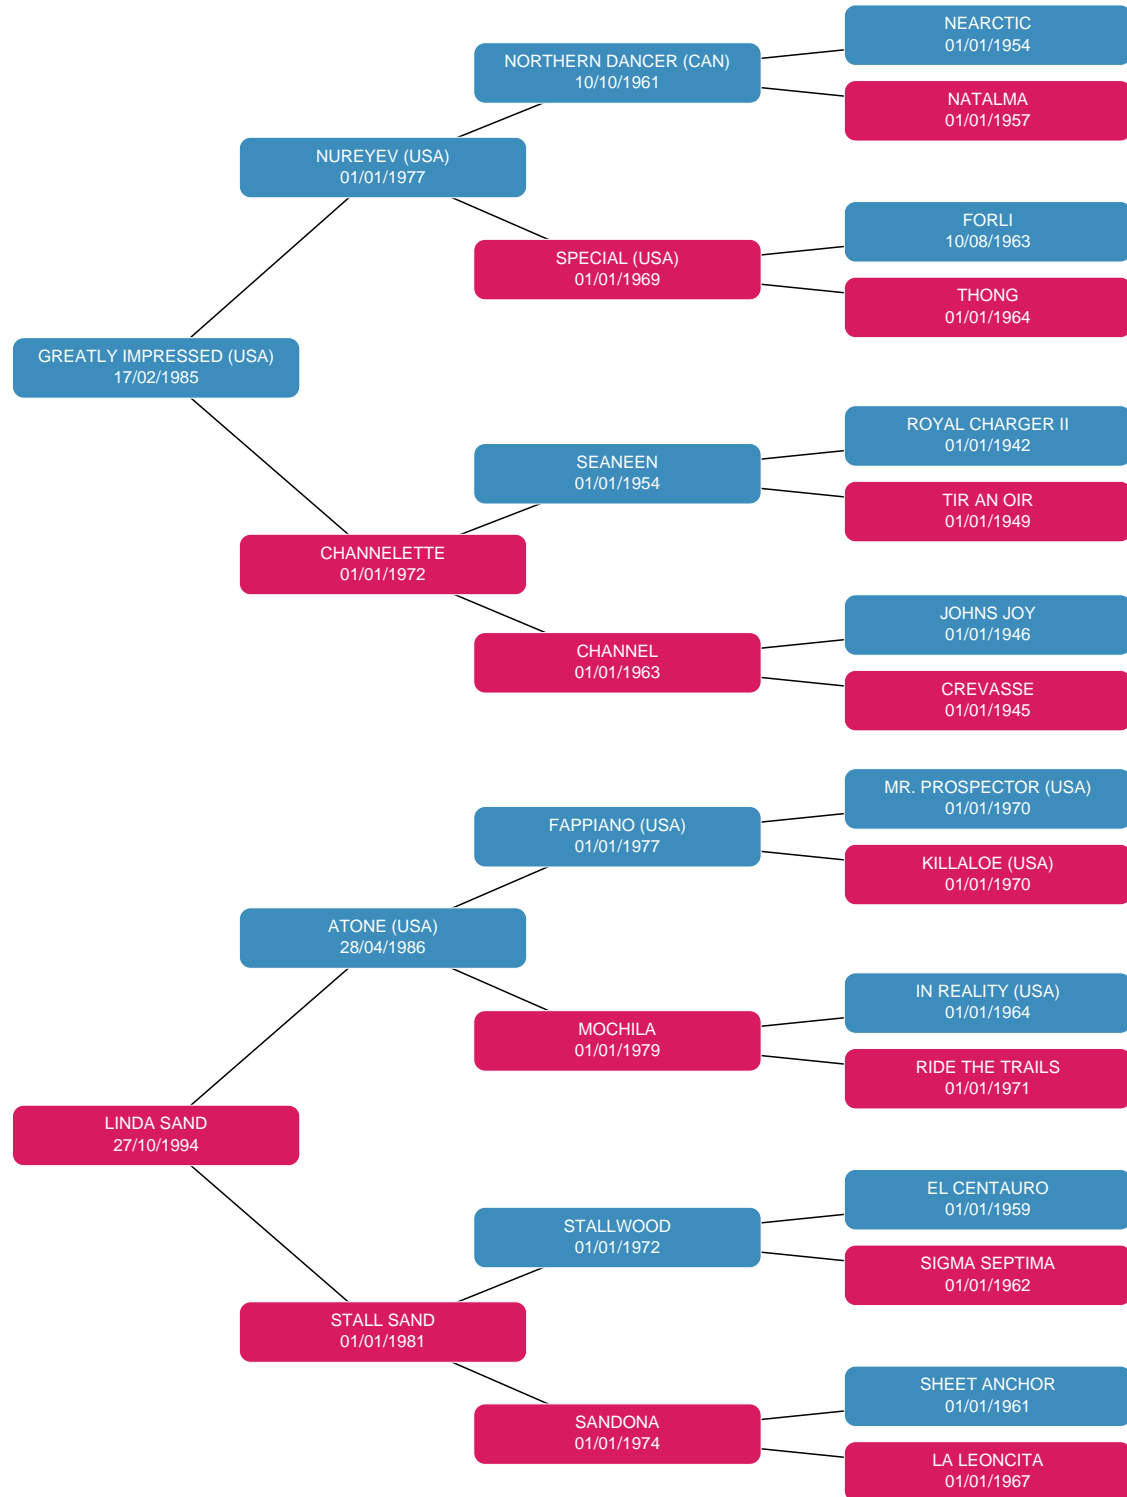 NEARCTIC
01/01/1954
NORTHERN DANCER (CAN)
10/10/1961
NATALMA
01/01/1957
NUREYEV (USA)
01/01/1977
FORLI
10/08/1963
SPECIAL (USA)
01/01/1969
THONG
01/01/1964
GREATLY IMPRESSED (USA)
17/02/1985
ROYAL CHARGER II
01/01/1942
SEANEEN
01/01/1954
TIR AN OIR
01/01/1949
CHANNELETTE
01/01/1972
JOHNS JOY
01/01/1946
CHANNEL
01/01/1963
CREVASSE
01/01/1945
MR. PROSPECTOR (USA)
01/01/1970
FAPPIANO (USA)
01/01/1977
KILLALOE (USA)
01/01/1970
ATONE (USA)
28/04/1986
IN REALITY (USA)
01/01/1964
MOCHILA
01/01/1979
RIDE THE TRAILS
01/01/1971
LINDA SAND
27/10/1994
EL CENTAURO
01/01/1959
STALLWOOD
01/01/1972
SIGMA SEPTIMA
01/01/1962
STALL SAND
01/01/1981
SHEET ANCHOR
01/01/1961
SANDONA
01/01/1974
LA LEONCITA
01/01/1967